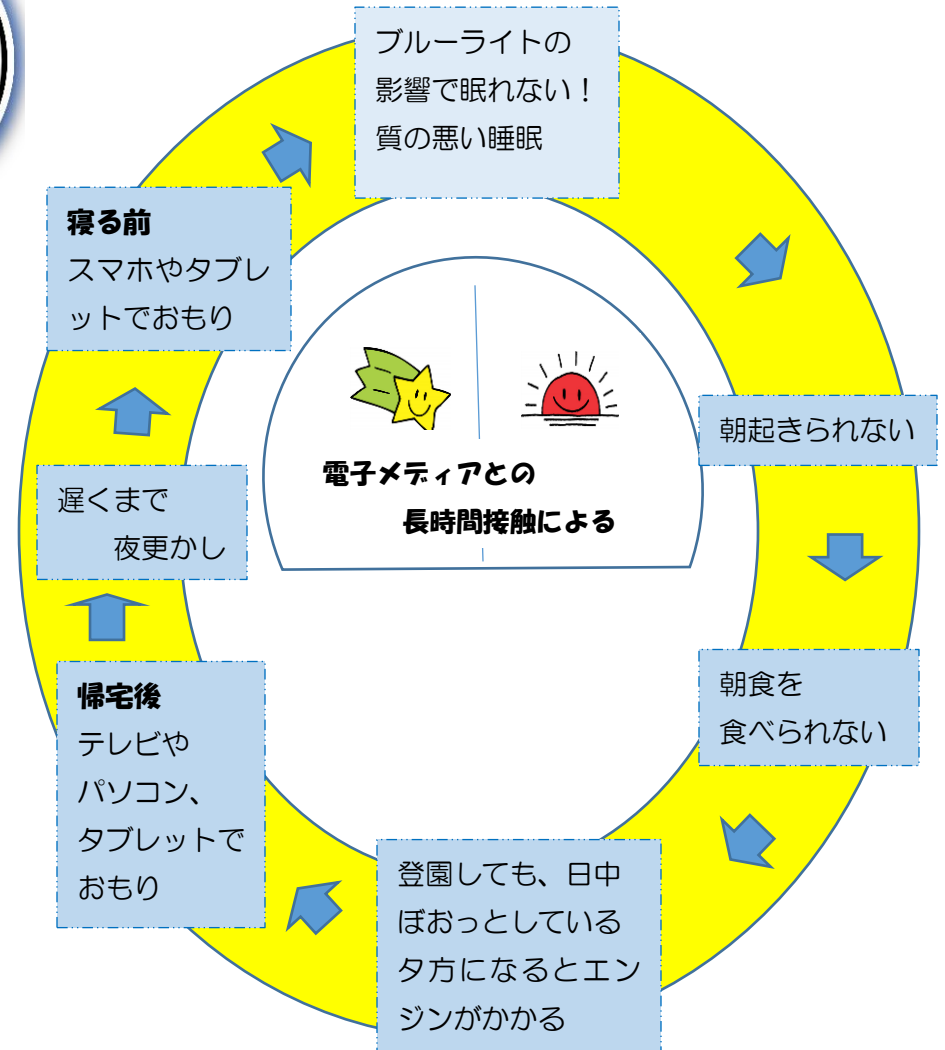 ブルーライトの
影響で眠れない！
質の悪い睡眠
朝起きられない
朝食を
食べられない
登園しても、日中
ぼおっとしている
夕方になるとエン
ジンがかかる
帰宅後
テレビや
パソコン、
タブレットで
おもり
遅くまで
夜更かし
寝る前
スマホやタブレ
ットでおもり
電子メディアとの
長時間接触による